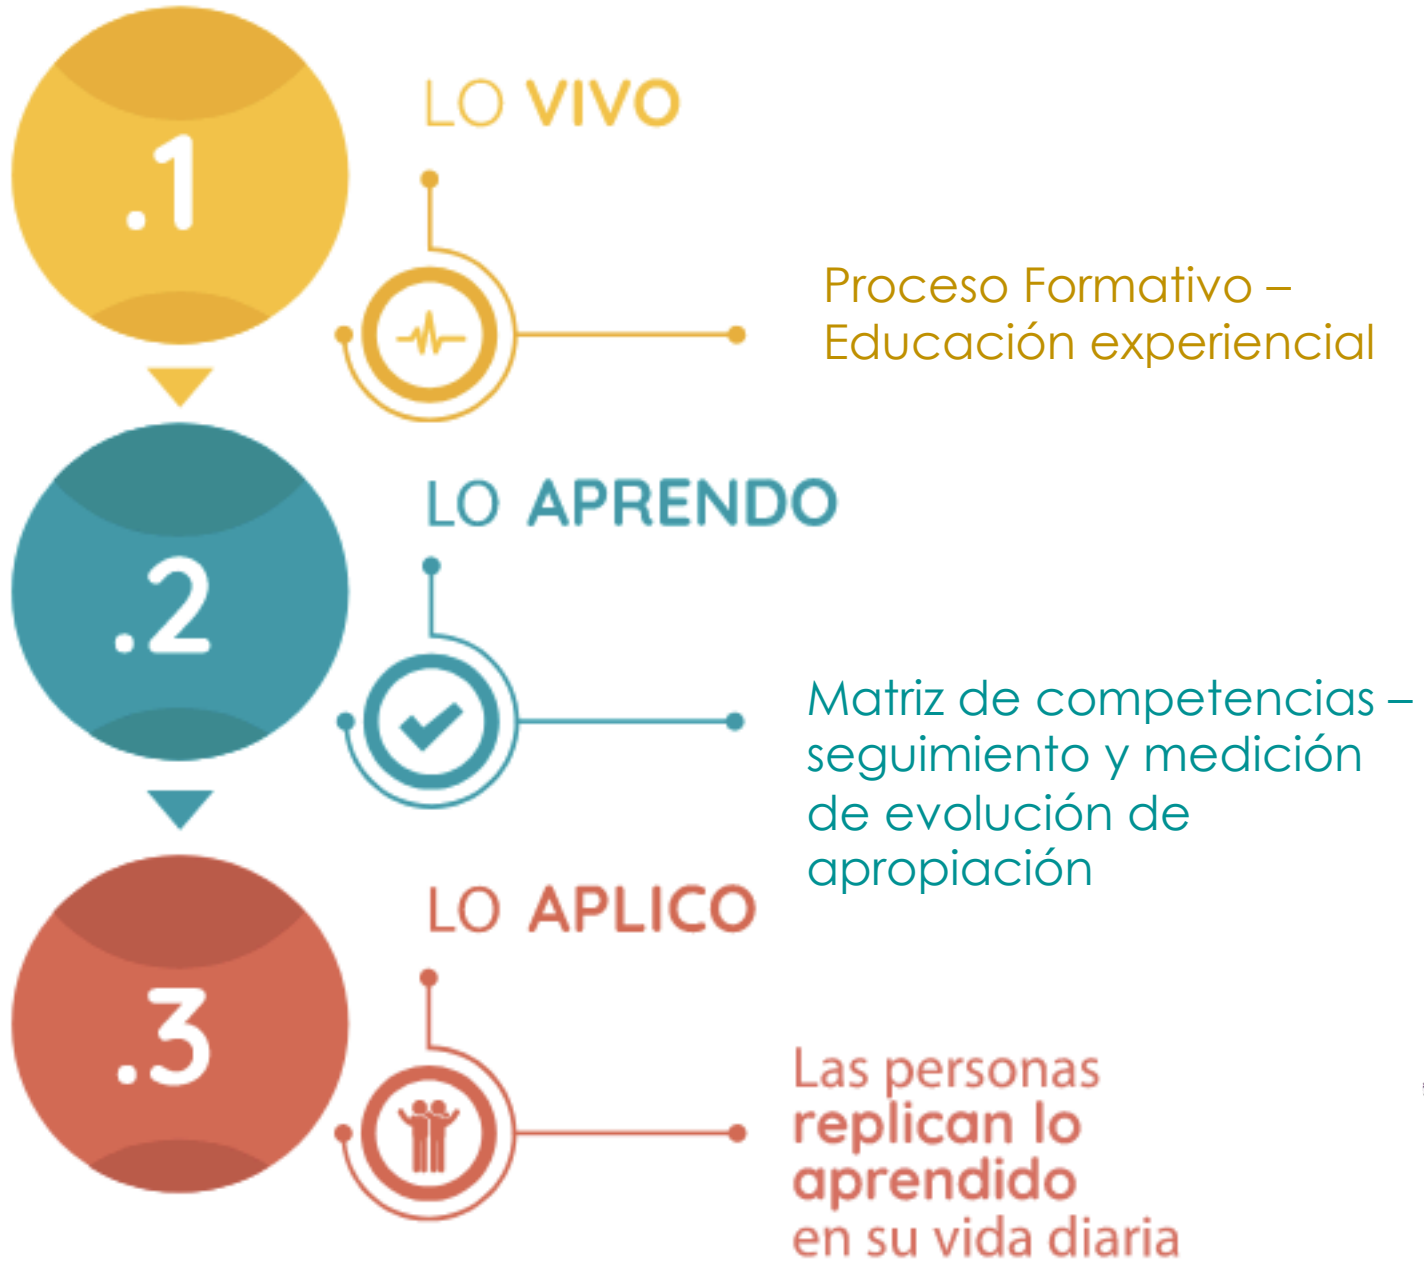 .1
LO VIVO
Proceso Formativo –
Educación experiencial
.2
LO APRENDO
Matriz de competencias –
seguimiento y medición
de evolución de
apropiación
.3
LO APLICO
Las personas
replican lo
aprendido
en su vida diaria